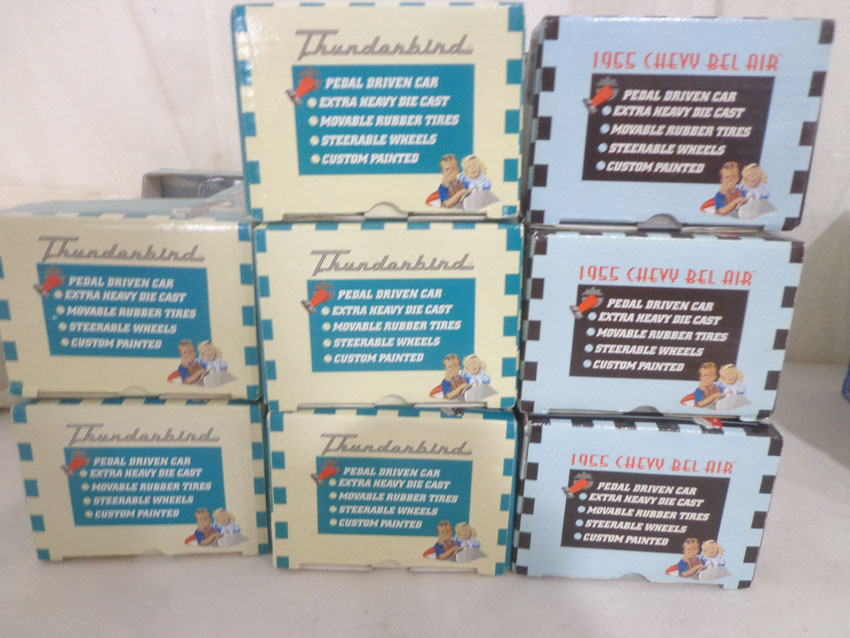 Thunderbird
PEDAL DRIVEN CAR
EXTRA HEAVY DIE CAST
MOVABLE RUBBER TIRES
STEERABLE WHEELS
CUSTOM PAINTED
1955 CHEVY BEL AIR™
PEDAL DRIVEN CAR
EXTRA HEAVY DIE CAST
MOVABLE RUBBER TIRES
STEERABLE WHEELS
CUSTOM PAINTED
Thunderbird
PEDAL DRIVEN CAR
EXTRA HEAVY DIE CAST
MOVABLE RUBBER TIRES
STEERABLE WHEELS
CUSTOM PAINTED
Thunderbird
PEDAL DRIVEN CAR
EXTRA HEAVY DIE CAST
MOVABLE RUBBER TIRES
STEERABLE WHEELS
CUSTOM PAINTED
1955 CHEVY BEL AIR™
PEDAL DRIVEN CAR
EXTRA HEAVY DIE CAST
MOVABLE RUBBER TIRES
STEERABLE WHEELS
CUSTOM PAINTED
Thunderbird
PEDAL DRIVEN CAR
EXTRA HEAVY DIE CAST
MOVABLE RUBBER TIRES
STEERABLE WHEELS
CUSTOM PAINTED
Thunderbird
PEDAL DRIVEN CAR
EXTRA HEAVY DIE CAST
MOVABLE RUBBER TIRES
STEERABLE WHEELS
CUSTOM PAINTED
1955 CHEVY BEL AIR™
PEDAL DRIVEN CAR
EXTRA HEAVY DIE CAST
MOVABLE RUBBER TIRES
STEERABLE WHEELS
CUSTOM PAINTED